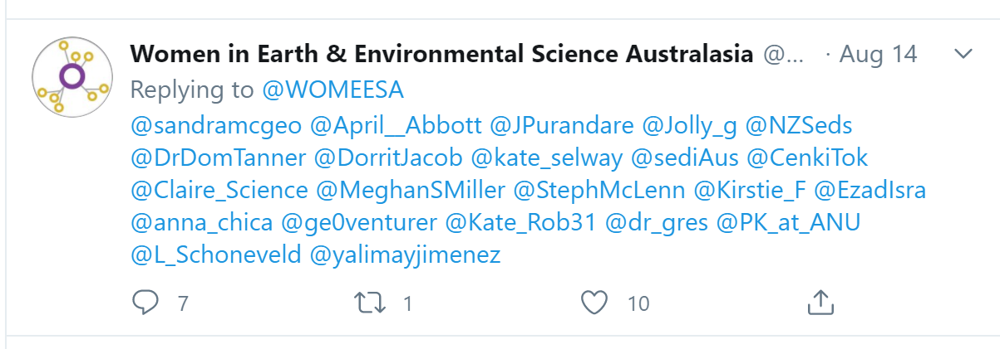 Women in Earth & Environmental Science Australasia @... · Aug 14
Replying to @WOMEESA
@sandramcgeo @April__Abbott @JPurandare @Jolly_g @NZSeds
@DrDomTanner @DorritJacob @kate_selway @sediAus @CenkiTok
@Claire_Science @MeghanSMiller @StephMcLenn @Kirstie_F @EzadIsra
@anna_chica @ge0venturer @Kate_Rob31 @dr_gres @PK_at_ANU
@L_Schoneveld @yalimayjimenez
7 1 10